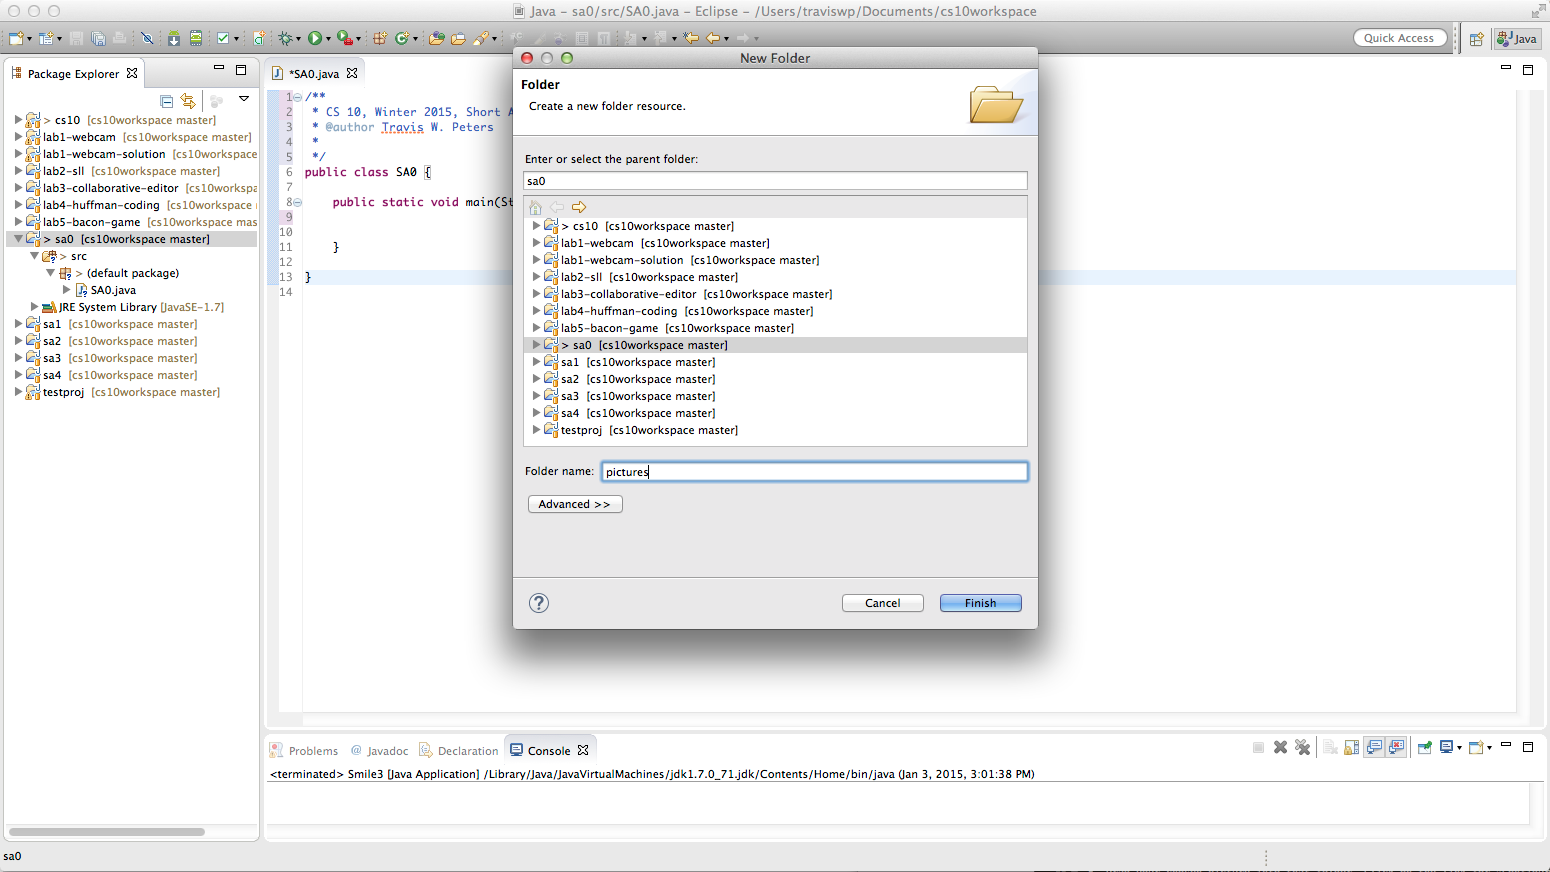 Java – sa0/src/SA0.java – Eclipse – /Users/traviswp/Documents/cs10workspace
Quick Access
Java
Package Explorer
> cs10 [cs10workspace master]
lab1-webcam [cs10workspace master]
lab1-webcam-solution [cs10workspace
lab2-sll [cs10workspace master]
lab3-collaborative-editor [cs10worksp
lab4-huffman-coding [cs10workspace
lab5-bacon-game [cs10workspace mas
> sa0 [cs10workspace master]
> src
> (default package)
SA0.java
JRE System Library [JavaSE-1.7]
sa1 [cs10workspace master]
sa2 [cs10workspace master]
sa3 [cs10workspace master]
sa4 [cs10workspace master]
testproj [cs10workspace master]
*SA0.java
1 /**
2 * CS 10, Winter 2015, Short A
3 * @author Travis W. Peters
4 *
5 */
6 public class SA0 {
7
8 public static void main(St
9
10
11 }
12
13 }
14
New Folder
Folder
Create a new folder resource.
Enter or select the parent folder:
sa0
> cs10 [cs10workspace master]
lab1-webcam [cs10workspace master]
lab1-webcam-solution [cs10workspace master]
lab2-sll [cs10workspace master]
lab3-collaborative-editor [cs10workspace master]
lab4-huffman-coding [cs10workspace master]
lab5-bacon-game [cs10workspace master]
> sa0 [cs10workspace master]
sa1 [cs10workspace master]
sa2 [cs10workspace master]
sa3 [cs10workspace master]
sa4 [cs10workspace master]
testproj [cs10workspace master]
Folder name: pictures
Advanced >>
? Cancel Finish
Problems @ Javadoc Declaration Console
<terminated> Smile3 [Java Application] /Library/Java/JavaVirtualMachines/jdk1.7.0_71.jdk/Contents/Home/bin/java (Jan 3, 2015, 3:01:38 PM)
sa0